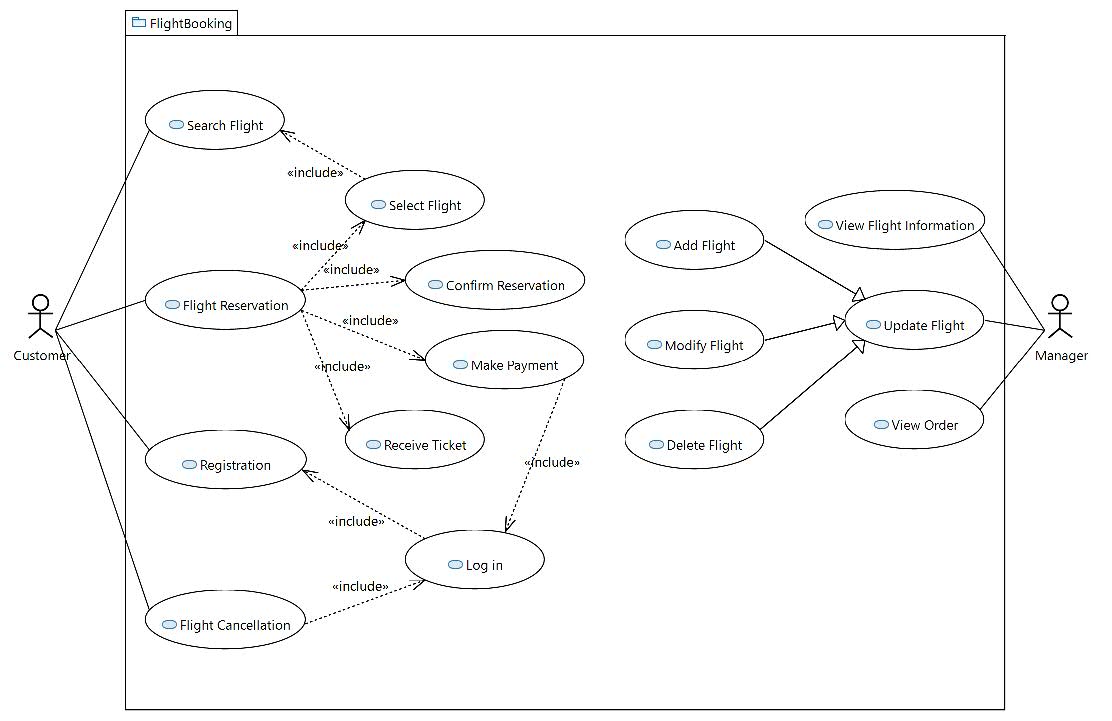 FlightBooking
Search Flight
«include»
Select Flight
View Flight Information
Add Flight
«include»
«include»
Flight Reservation
Confirm Reservation
«include»
Update Flight
Modify Flight
Customer
Manager
Make Payment
«include»
View Order
Receive Ticket
Delete Flight
Registration
«include»
«include»
Log in
«include»
Flight Cancellation